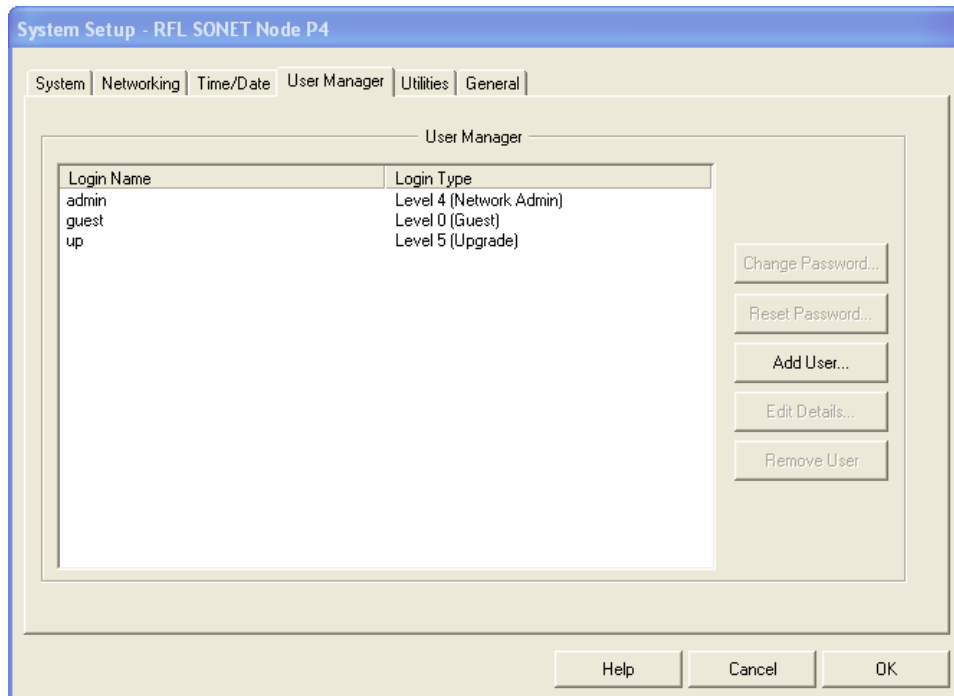 System Setup - RFL SONET Node P4
System Networking Time/Date User Manager Utilities General
User Manager
Login Name Login Type
admin Level 4 (Network Admin)
guest Level 0 (Guest)
up Level 5 (Upgrade)
Change Password...
Reset Password...
Add User...
Edit Details...
Remove User
Help Cancel OK